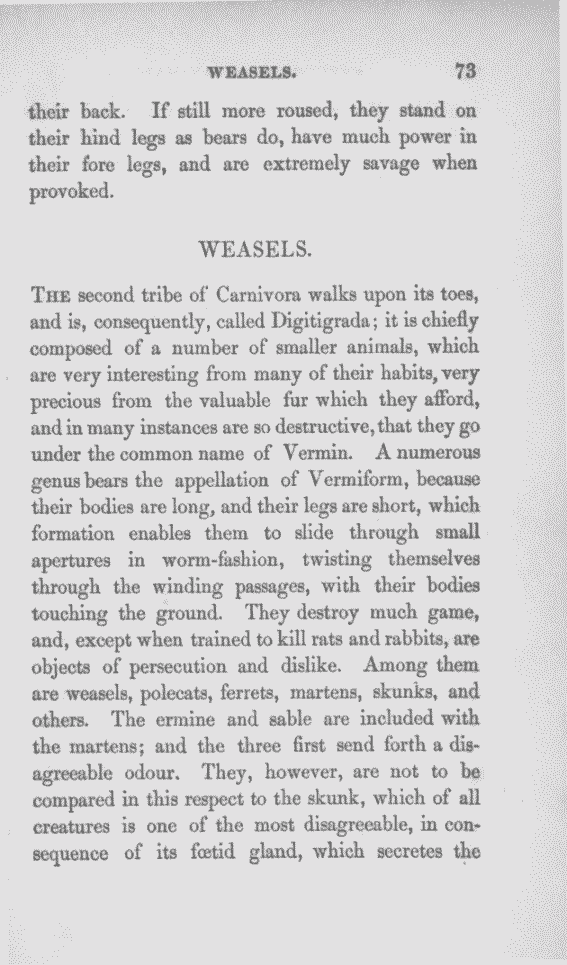 WEASELS. 73
their back. If still more roused, they stand on
their hind legs as bears do, have much power in
their fore legs, and are extremely savage when
provoked.
WEASELS.
THE second tribe of Carnivora walks upon its toes,
and is, consequently, called Digitigrada; it is chiefly
composed of a number of smaller animals, which
are very interesting from many of their habits, very
precious from the valuable fur which they afford,
and in many instances are so destructive, that they go
under the common name of Vermin. A numerous
genus bears the appellation of Vermiform, because
their bodies are long, and their legs are short, which
formation enables them to slide through small
apertures in worm-fashion, twisting themselves
through the winding passages, with their bodies
touching the ground. They destroy much game,
and, except when trained to kill rats and rabbits, are
objects of persecution and dislike. Among them
are weasels, polecats, ferrets, martens, skunks, and
others. The ermine and sable are included with
the martens; and the three first send forth a dis-
agreeable odour. They, however, are not to be
compared in this respect to the skunk, which of all
creatures is one of the most disagreeable, in con-
sequence of its fœtid gland, which secretes the